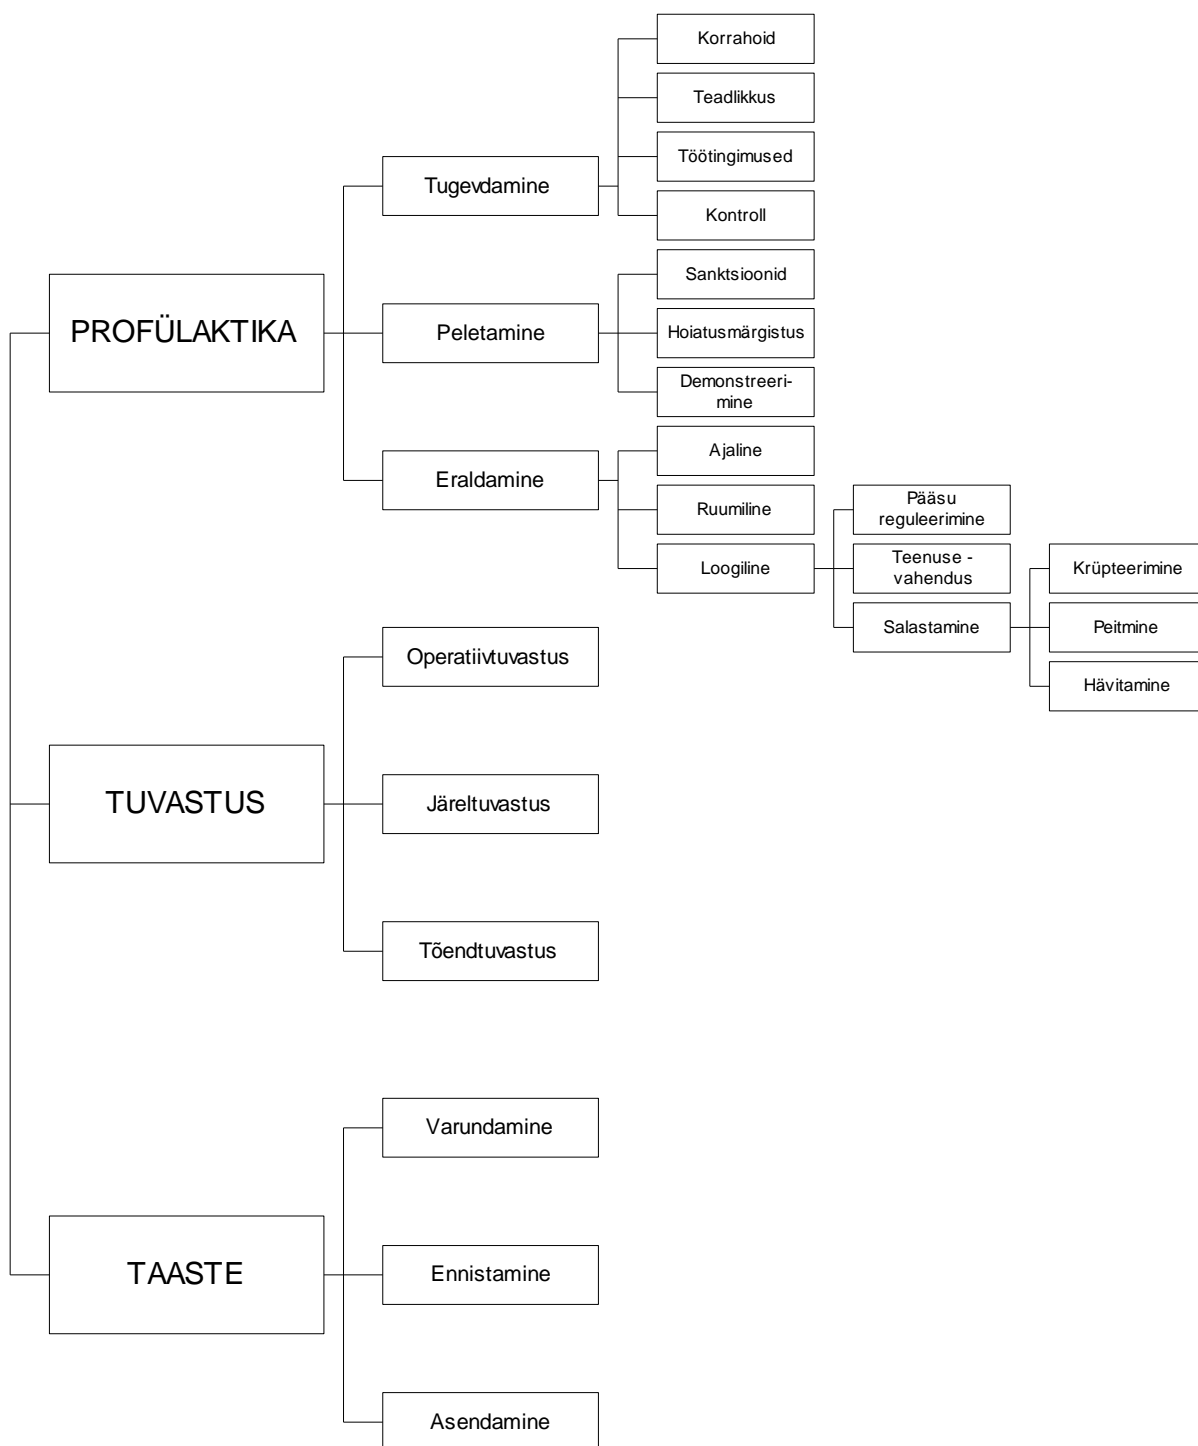 PROFÜLAKTIKA
Tugevdamine
Korrahoid
Teadlikkus
Töötingimused
Kontroll
Peletamine
Sanktsioonid
Hoiatusmärgistus
Demonstreeri-
mine
Eraldamine
Ajaline
Ruumiline
Loogiline
Pääsu
reguleerimine
Teenuse -
vahendus
Salastamine
Krüpteerimine
Peitmine
Hävitamine
TUVASTUS
Operatiivtuvastus
Järeltuvastus
Tõendtuvastus
TAASTE
Varundamine
Ennistamine
Asendamine